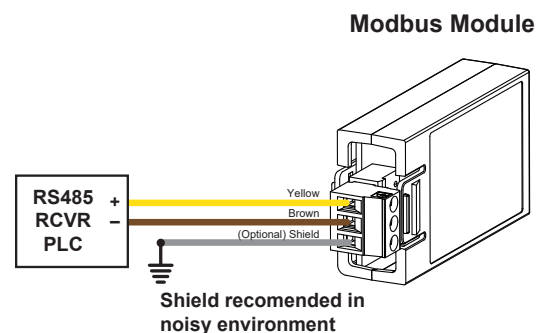 Modbus Module
Yellow
RS485 +
Brown
RCVR −
(Optional) Shield
PLC
Shield recomended in
noisy environment